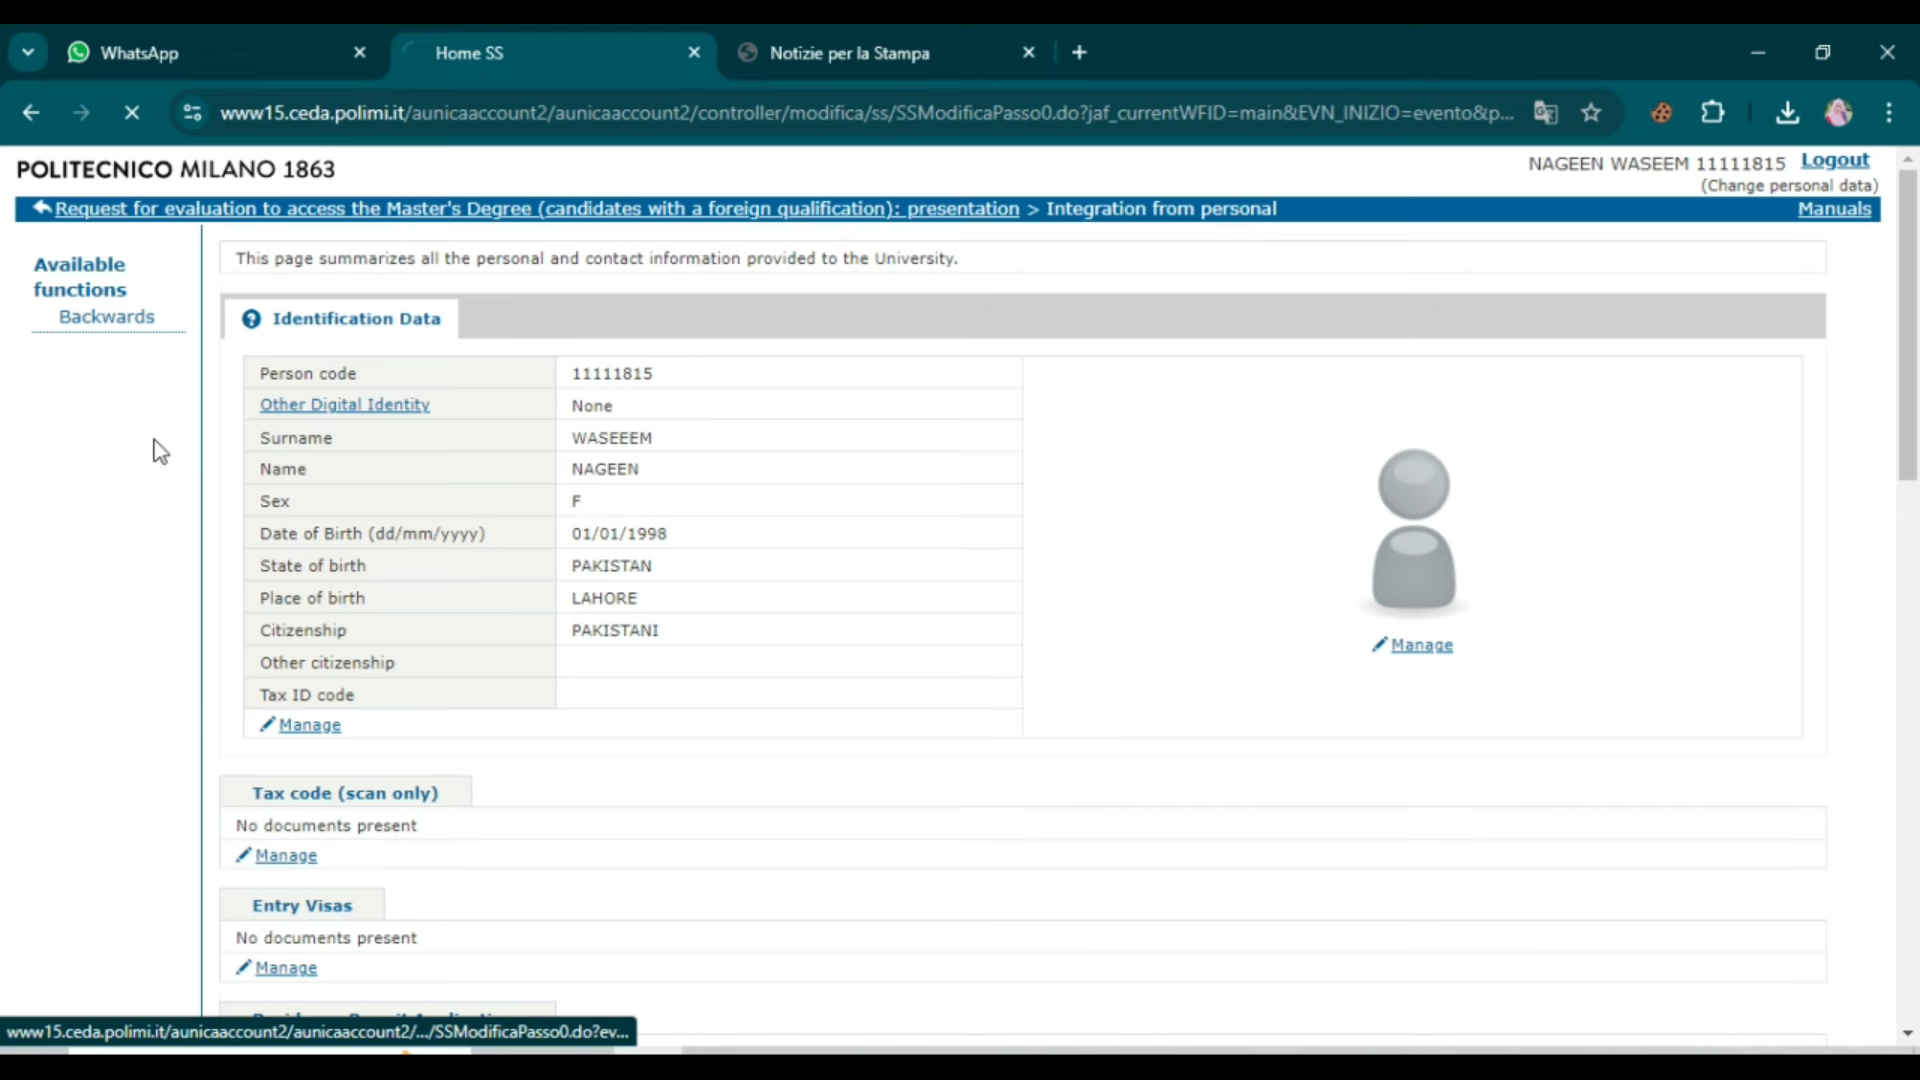 WhatsApp
Home SS
Notizie per la Stampa
www15.ceda.polimi.it/aunicaaccount2/aunicaaccount2/controller/modifica/ss/SSModificaPasso0.do?jaf_currentWFID=main&EVN_INIZIO=evento&p...
POLITECNICO MILANO 1863
NAGEEN WASEEM 11111815 Logout
(Change personal data)
Request for evaluation to access the Master's Degree (candidates with a foreign qualification): presentation > Integration from personal
Manuals
Available
functions
Backwards
This page summarizes all the personal and contact information provided to the University.
Identification Data
Person code 11111815
Other Digital Identity None
Surname WASEEEM
Name NAGEEN
Sex F
Date of Birth (dd/mm/yyyy) 01/01/1998
State of birth PAKISTAN
Place of birth LAHORE
Citizenship PAKISTANI
Other citizenship
Tax ID code
Manage
Manage
Tax code (scan only)
No documents present
Manage
Entry Visas
No documents present
Manage
www15.ceda.polimi.it/aunicaaccount2/aunicaaccount2/.../SSModificaPasso0.do?ev...